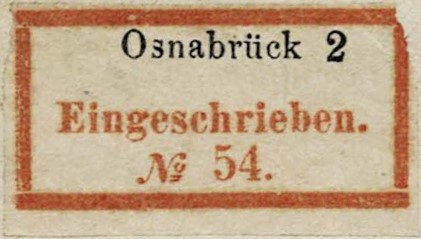 Osnabrück 2
Eingeschrieben.
№ 54.